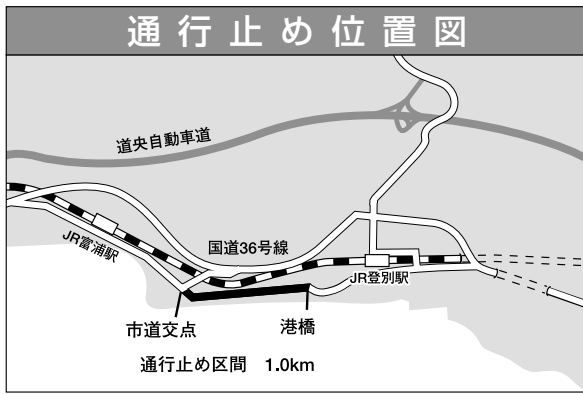 通行止め位置図
道央自動車道
国道36号線
JR富浦駅
JR登別駅
市道交点
港橋
通行止め区間 1.0km